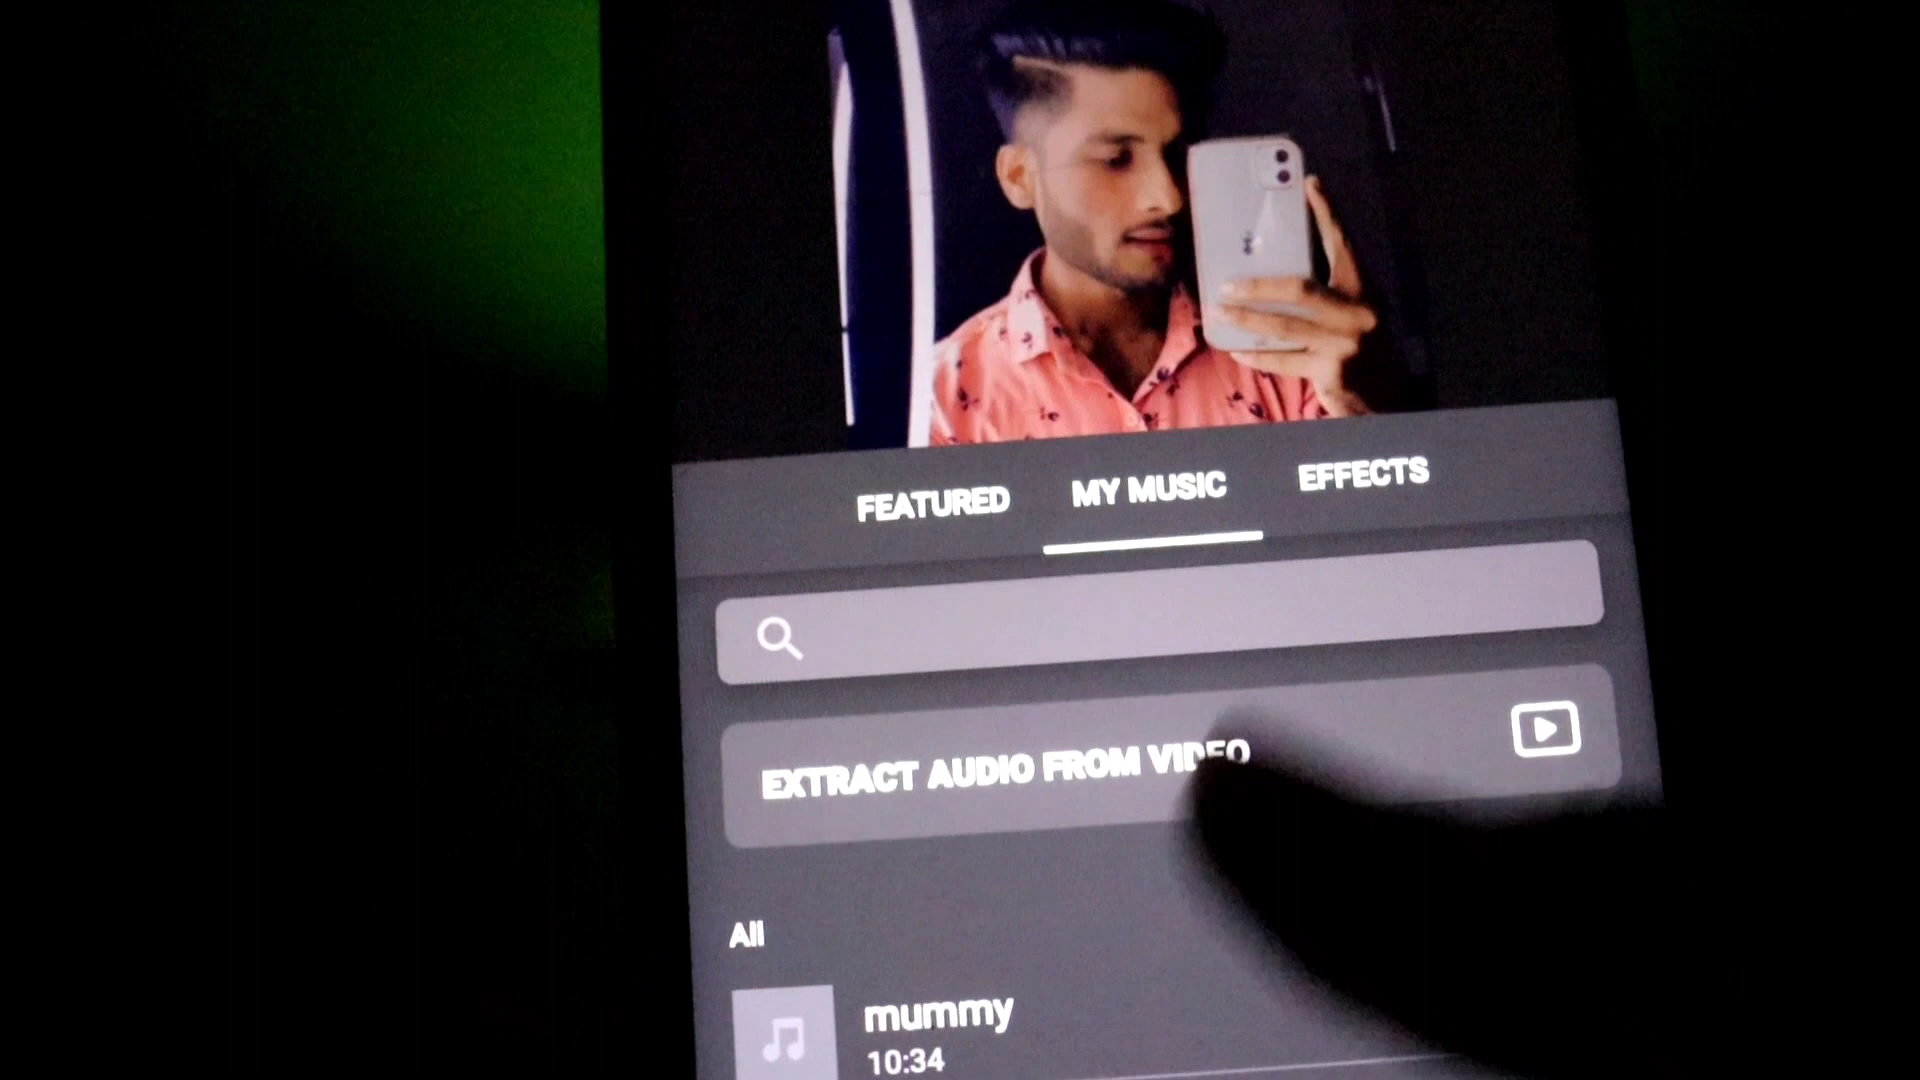 FEATURED
MY MUSIC
EFFECTS
EXTRACT AUDIO FROM VIDEO
All
mummy
10:34